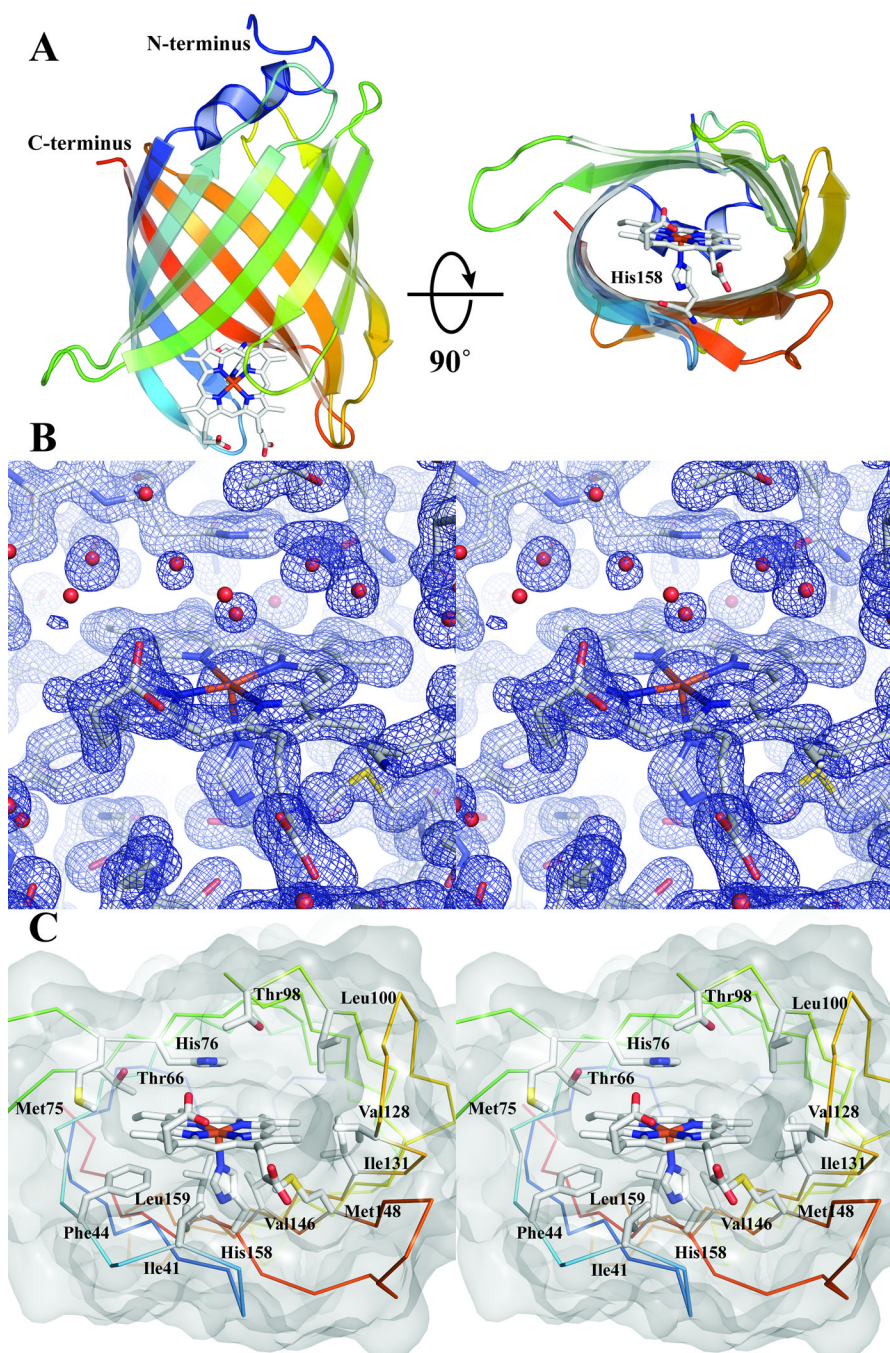 A
N-terminus
C-terminus
His158
90°
B
C
Thr98
Leu100
His76
Thr66
Met75
Val128
Ile131
Leu159
Phe44
Val146
Met148
His158
Ile41
Thr98
Leu100
His76
Thr66
Met75
Val128
Ile131
Leu159
Phe44
Val146
Met148
His158
Ile41